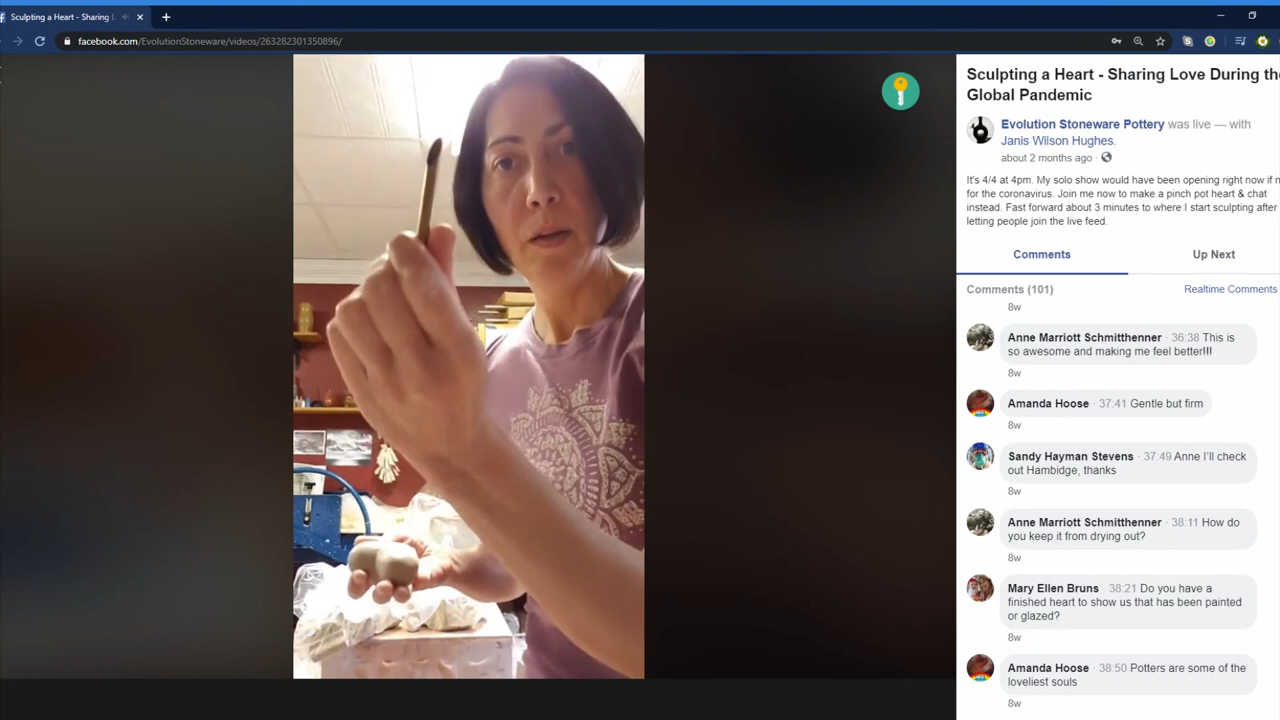 Sculpting a Heart - Sharing L
facebook.com/EvolutionStoneware/videos/263282301350896/
Sculpting a Heart - Sharing Love During th
Global Pandemic
Evolution Stoneware Pottery was live — with
Janis Wilson Hughes.
about 2 months ago
It's 4/4 at 4pm. My solo show would have been opening right now if n
for the coronavirus. Join me now to make a pinch pot heart & chat
instead. Fast forward about 3 minutes to where I start sculpting after
letting people join the live feed.
Comments
Up Next
Comments (101)
Realtime Comments
8w
Anne Marriott Schmitthenner · 36:38 This is
so awesome and making me feel better!!!
8w
Amanda Hoose · 37:41 Gentle but firm
8w
Sandy Hayman Stevens · 37:49 Anne I'll check
out Hambidge, thanks
8w
Anne Marriott Schmitthenner · 38:11 How do
you keep it from drying out?
8w
Mary Ellen Bruns · 38:21 Do you have a
finished heart to show us that has been painted
or glazed?
8w
Amanda Hoose · 38:50 Potters are some of the
loveliest souls
8w